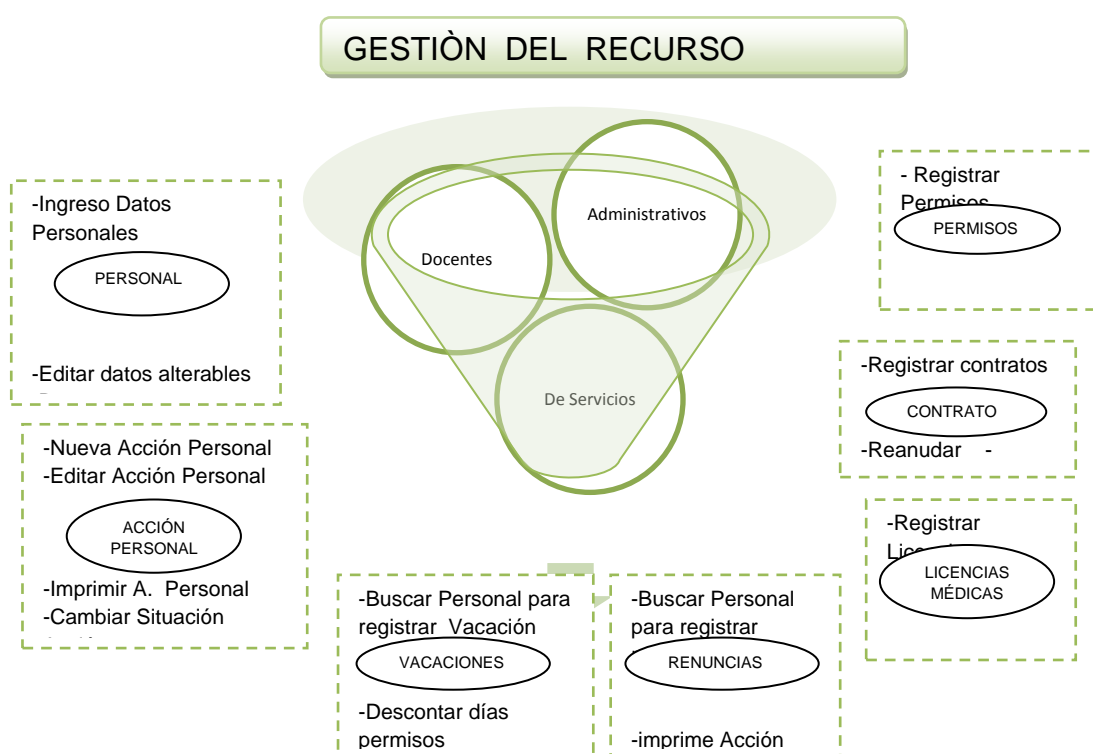 GESTIÒN DEL RECURSO
Administrativos
Docentes
De Servicios
-Ingreso Datos
Personales
PERSONAL
-Editar datos alterables
-Nueva Acción Personal
-Editar Acción Personal
ACCIÓN
PERSONAL
-Imprimir A. Personal
-Cambiar Situación
-Buscar Personal para
registrar Vacación
VACACIONES
-Descontar días
permisos
-Buscar Personal
para registrar
RENUNCIAS
-imprime Acción
- Registrar
Permisos
PERMISOS
-Registrar contratos
CONTRATO
-Reanudar -
-Registrar
LICENCIAS
MÉDICAS